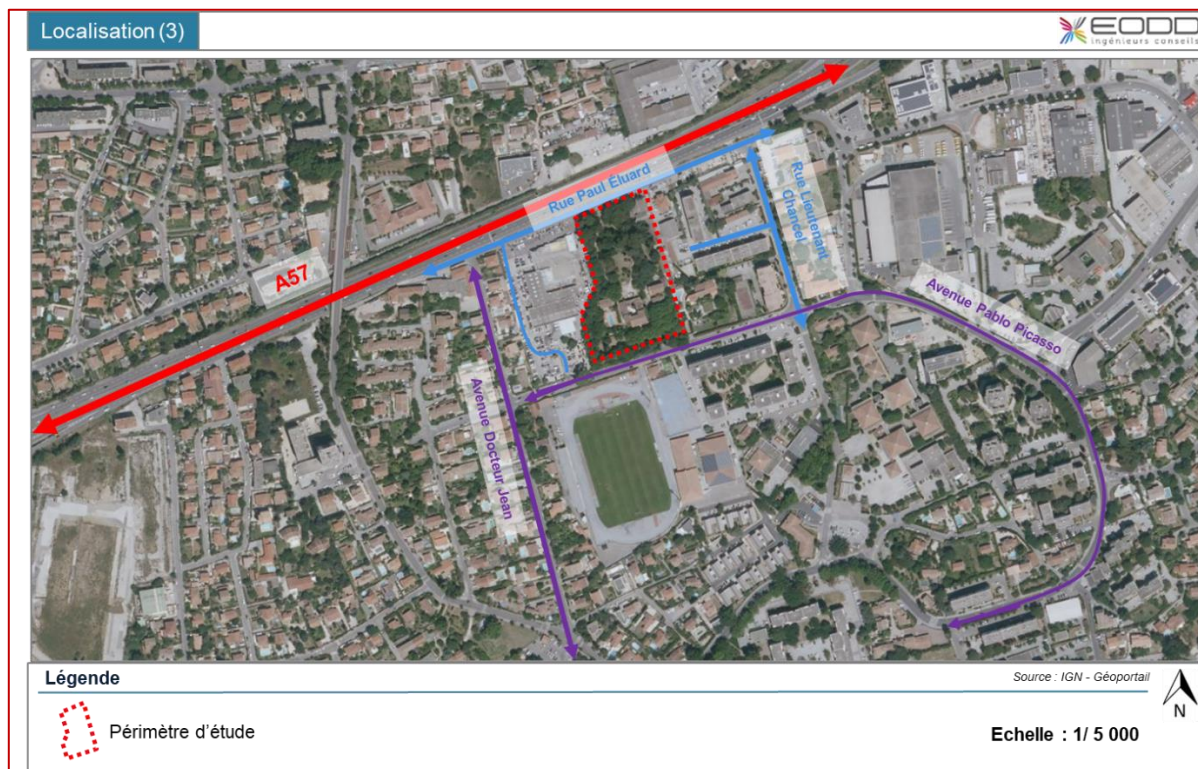 Localisation (3)
EODD
ingénieurs conseils
Rue Paul Éluard
Rue Lieutenant
Chancel
A57
Avenue Pablo Picasso
Avenue Docteur Jean
Légende
Source : IGN - Géoportail
Périmètre d'étude
N
Echelle : 1/ 5 000